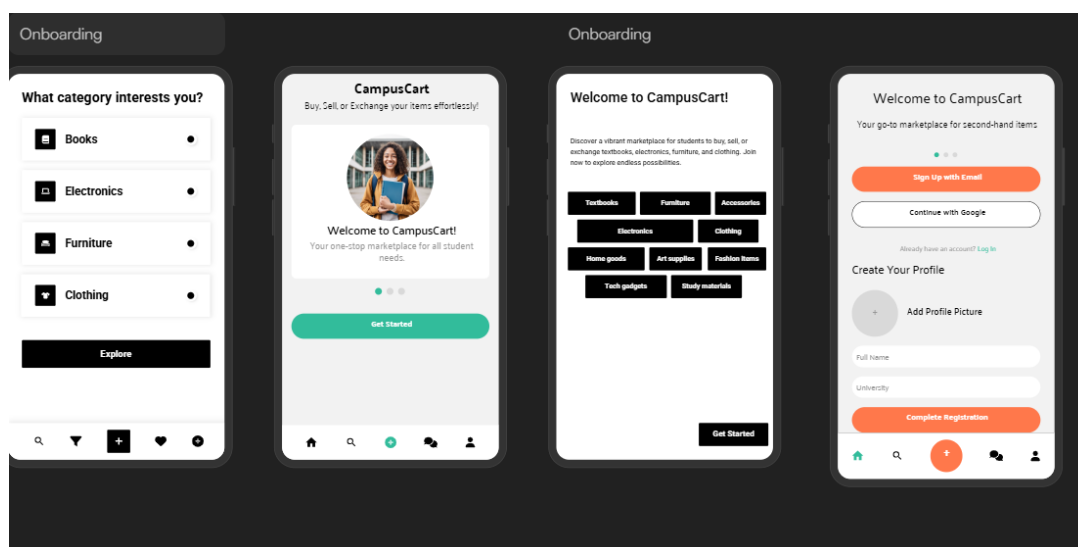 Onboarding
What category interests you?
Books
Electronics
Furniture
Clothing
Explore
CampusCart
Buy, Sell, or Exchange your items effortlessly!
Welcome to CampusCart!
Your one-stop marketplace for all student
needs.
Get Started
Onboarding
Welcome to CampusCart!
Discover a vibrant marketplace for students to buy, sell, or
exchange textbooks, electronics, furniture, and clothing. Join
now to explore endless possibilities.
Textbooks Furniture Accessories
Electronics Clothing
Home goods Art supplies Fashion Items
Tech gadgets Study materials
Get Started
Welcome to CampusCart
Your go-to marketplace for second-hand items
Sign Up with Email
Continue with Google
Already have an account? Log In
Create Your Profile
+ Add Profile Picture
Full Name
University
Complete Registration